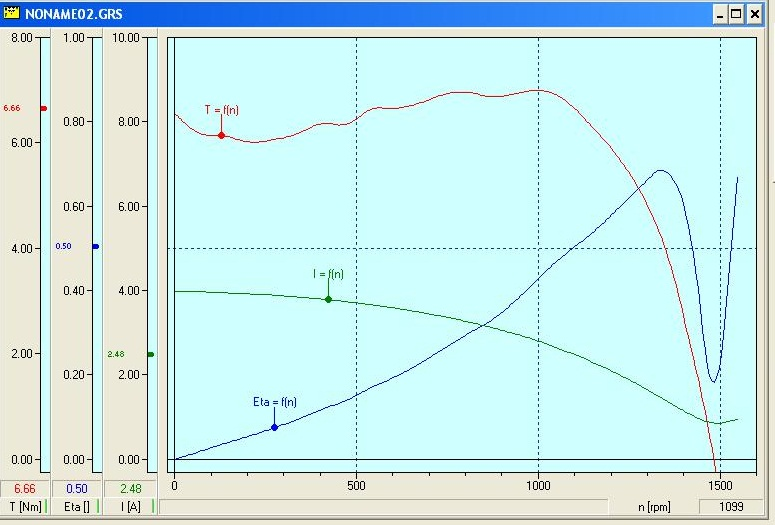 NONAME02.GRS
8.00 1.00 10.00
T = f(n)
6.66
0.80 8.00
6.00
0.60 6.00
4.00 0.50
I = f(n)
0.40 4.00
2.00 2.48
0.20 2.00
Eta = f(n)
0.00 0.00 0.00
0 500 1000 1500
6.66 0.50 2.48
T [Nm] Eta [] I [A] n [rpm] 1099